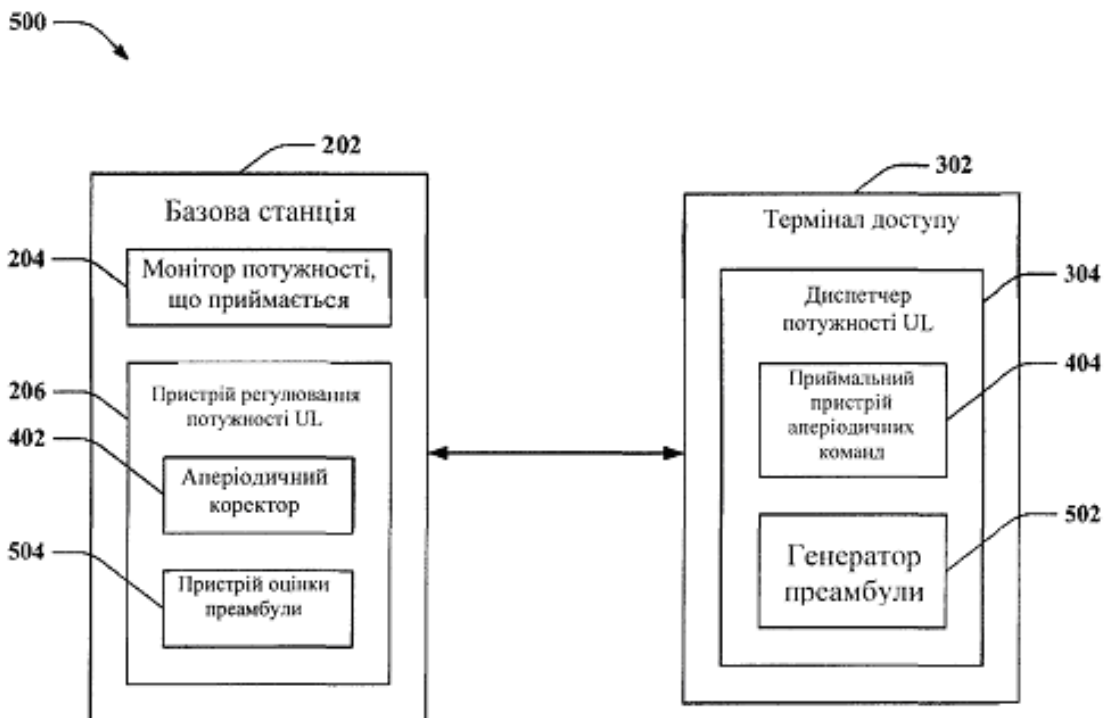 500
202
Базова станція
204
Монітор потужності,
що приймається
206
Пристрій регулювання
потужності UL
402
Аперіодичний
коректор
504
Пристрій оцінки
преамбули
302
Термінал доступу
304
Диспетчер
потужності UL
404
Приймальний
пристрій
аперіодичних
команд
502
Генератор
преамбули